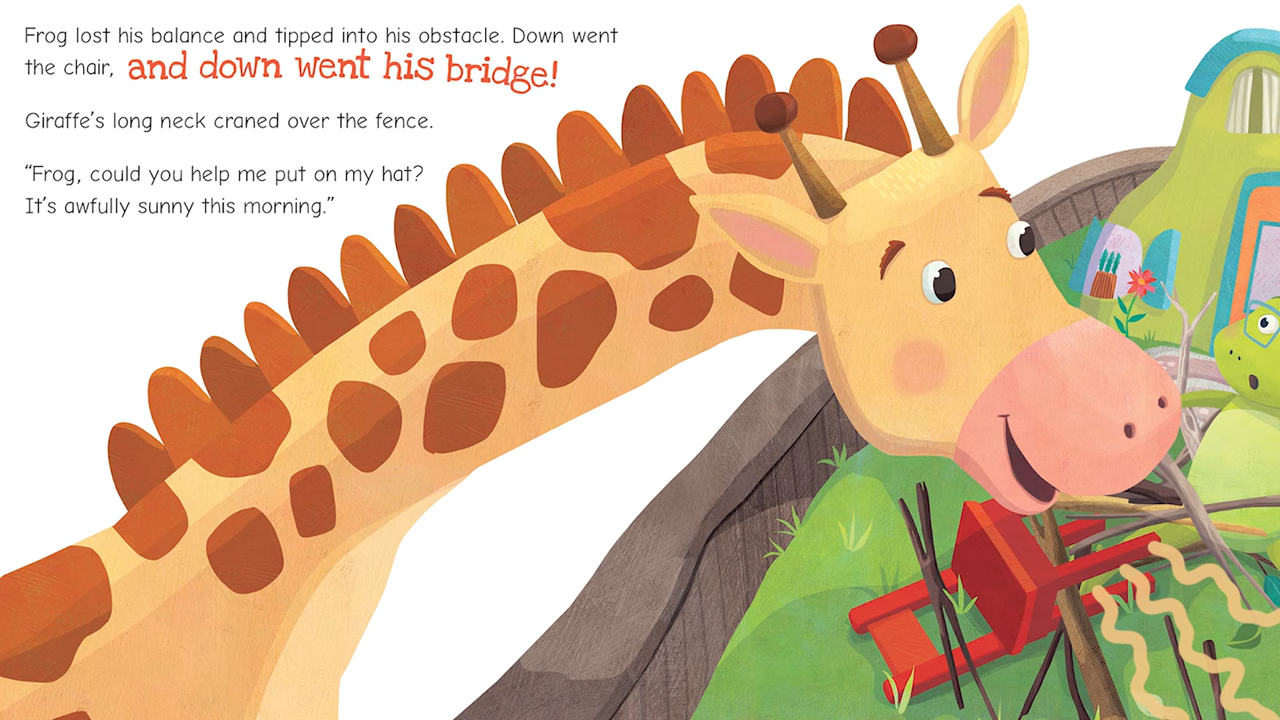 Frog lost his balance and tipped into his obstacle. Down went
the chair, and down went his bridge!
Giraffe’s long neck craned over the fence.
“Frog, could you help me put on my hat?
It’s awfully sunny this morning.”